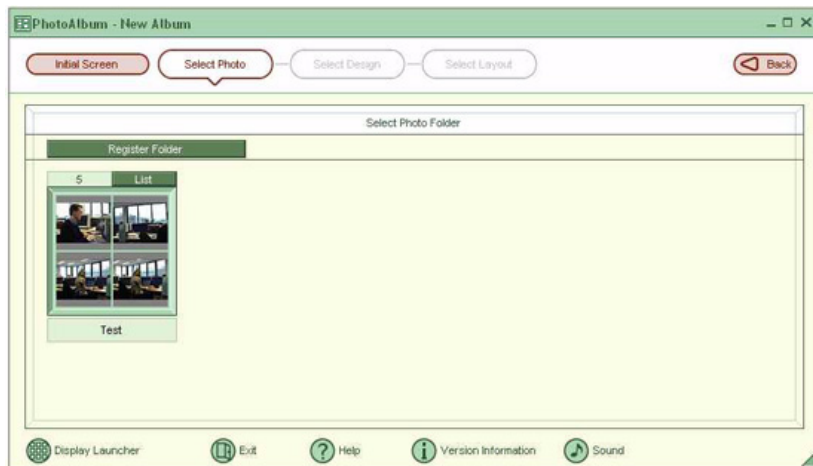 PhotoAlbum - New Album
Initial Screen
Select Photo
Select Design
Select Layout
Back
Select Photo Folder
Register Folder
5 List
Test
Display Launcher
Exit
Help
Version Information
Sound